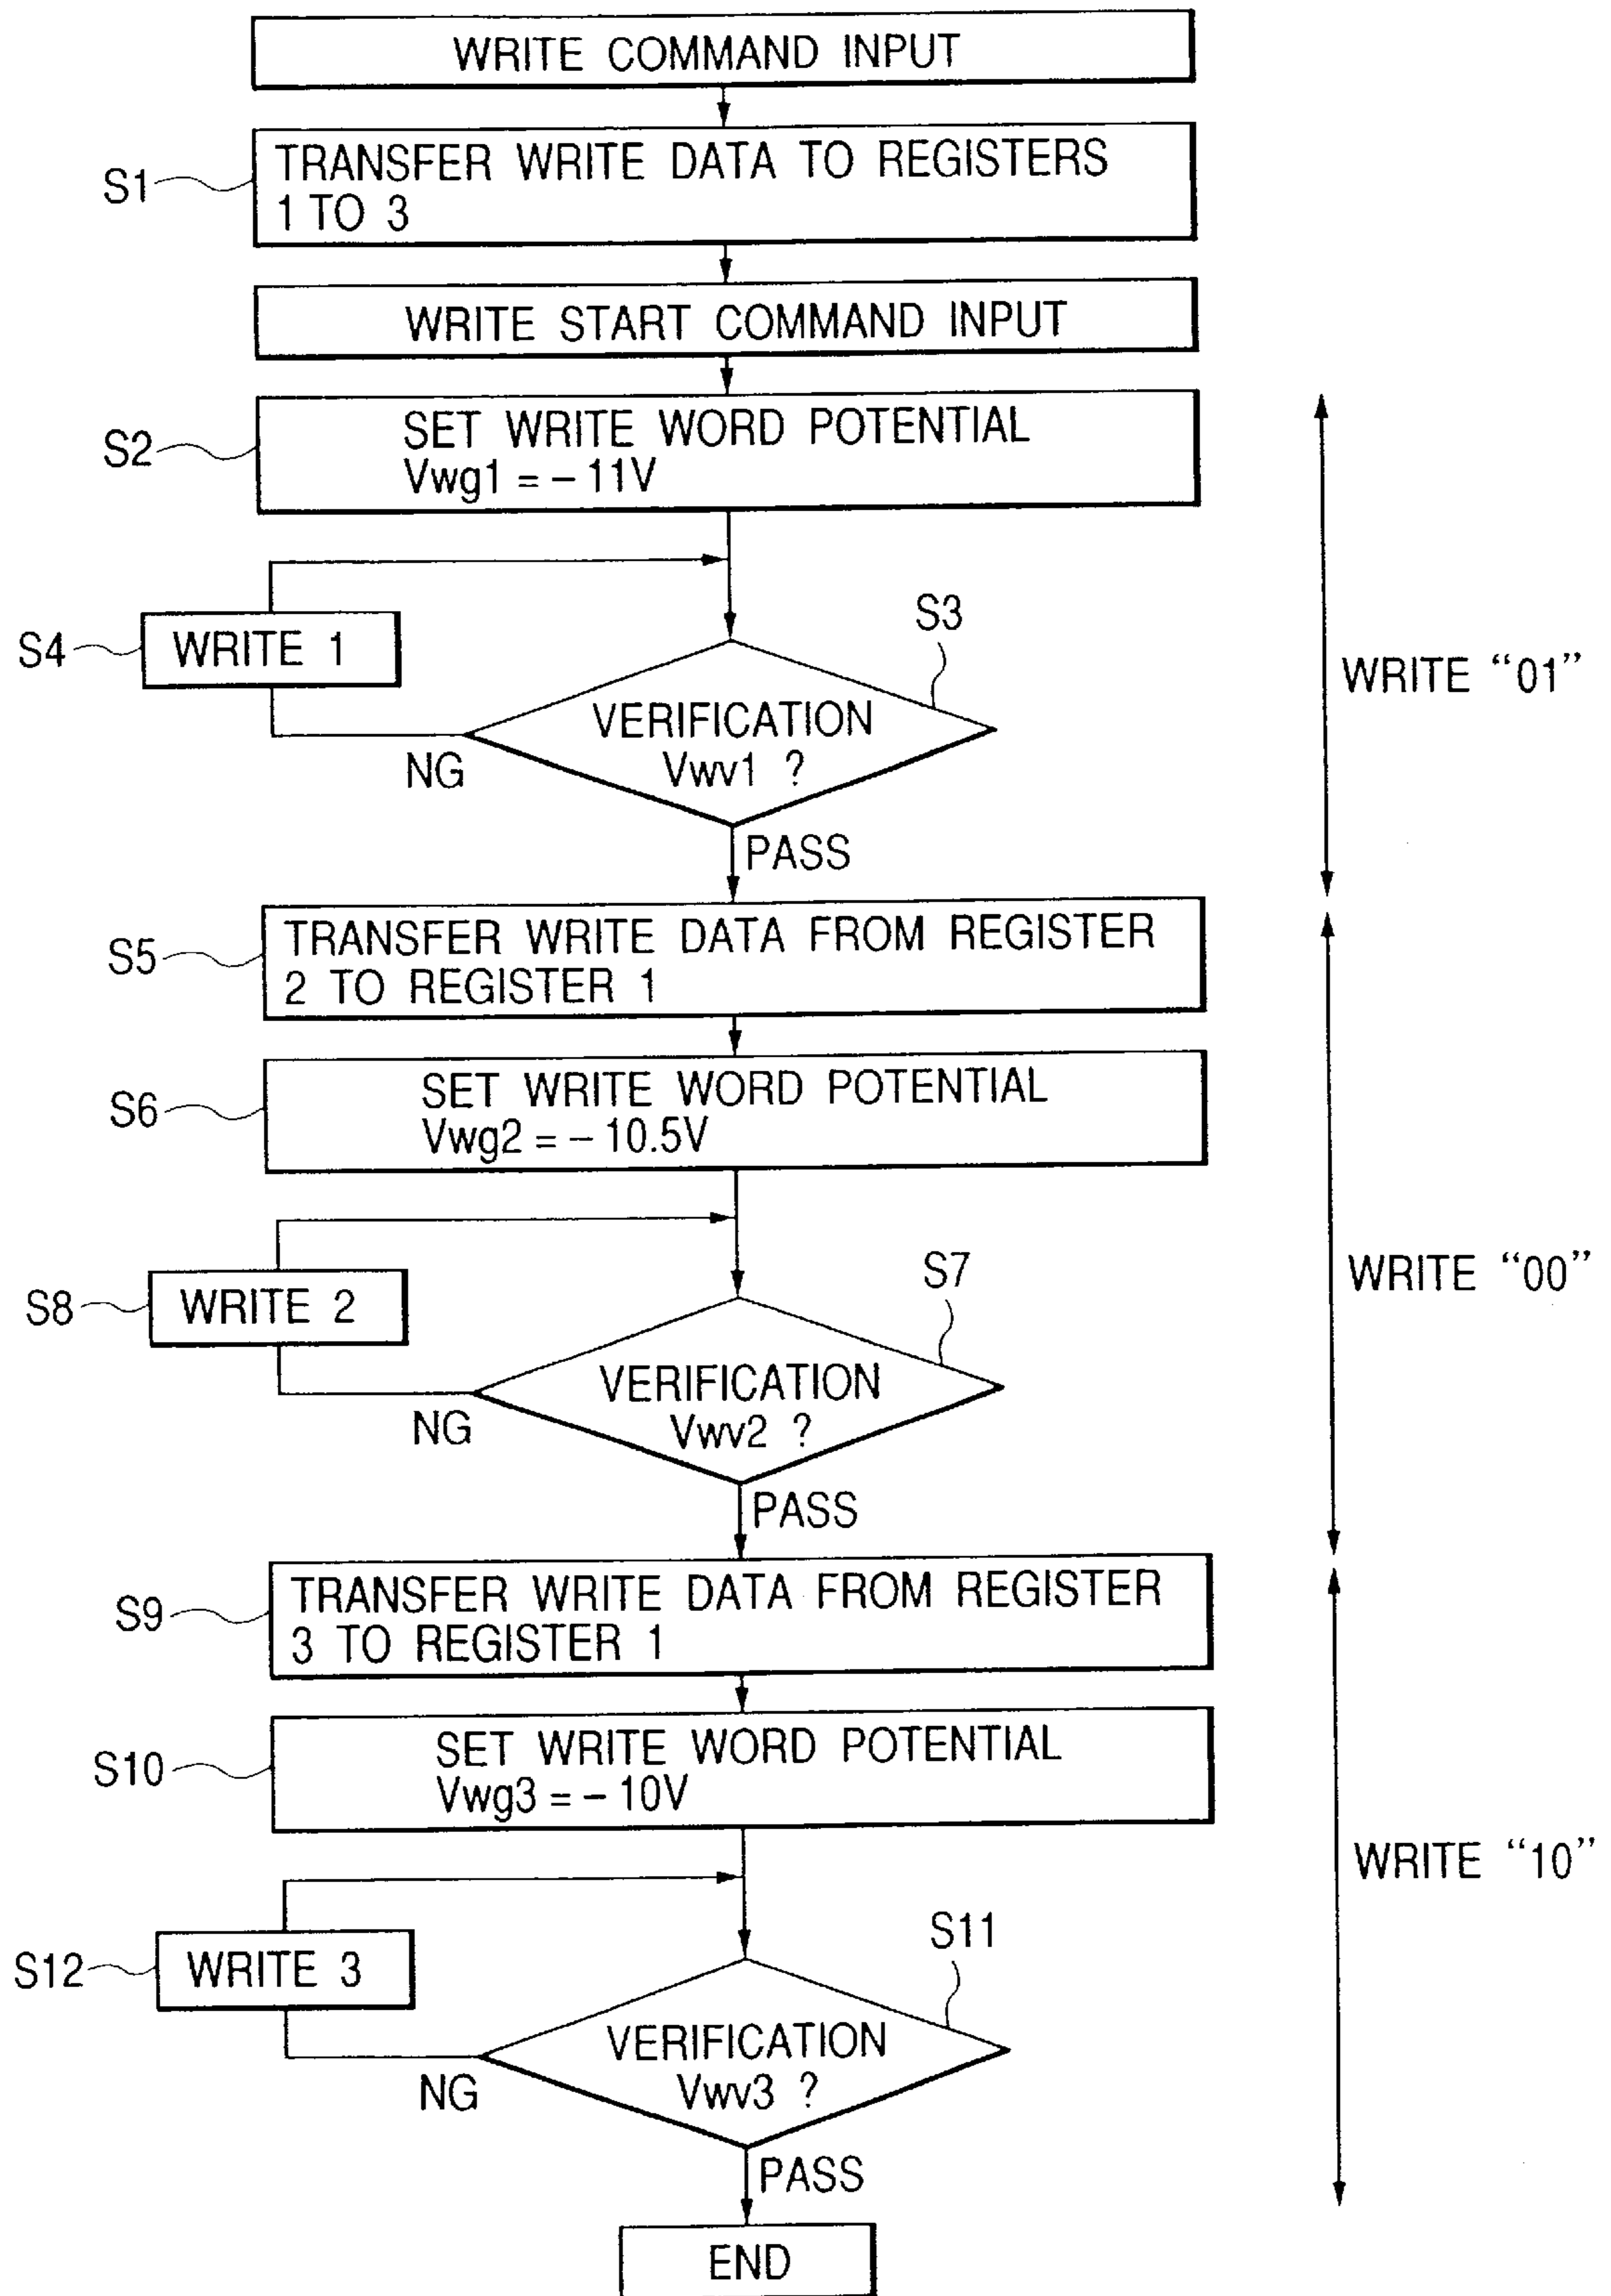 WRITE COMMAND INPUT
S1
TRANSFER WRITE DATA TO REGISTERS
1 TO 3
WRITE START COMMAND INPUT
S2
SET WRITE WORD POTENTIAL
Vwg1 = – 11V
S4
WRITE 1
S3
VERIFICATION
Vwv1 ?
NG
PASS
WRITE “01”
S5
TRANSFER WRITE DATA FROM REGISTER
2 TO REGISTER 1
S6
SET WRITE WORD POTENTIAL
Vwg2 = – 10.5V
S8
WRITE 2
S7
VERIFICATION
Vwv2 ?
NG
PASS
WRITE “00”
S9
TRANSFER WRITE DATA FROM REGISTER
3 TO REGISTER 1
S10
SET WRITE WORD POTENTIAL
Vwg3 = – 10V
S12
WRITE 3
S11
VERIFICATION
Vwv3 ?
NG
PASS
WRITE “10”
END